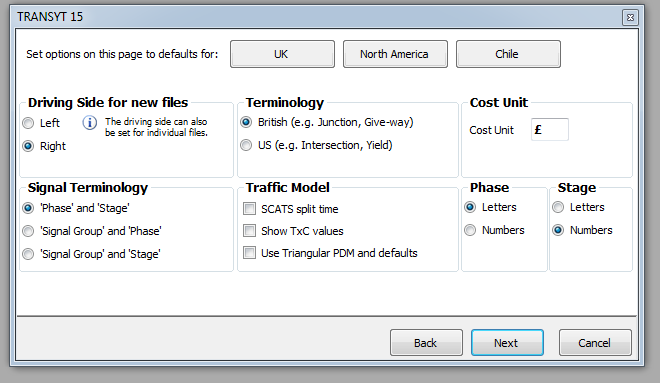 TRANSYT 15
Set options on this page to defaults for:
UK
North America
Chile
Driving Side for new files
Left
The driving side can also
be set for individual files.
Right
Terminology
British (e.g. Junction, Give-way)
US (e.g. Intersection, Yield)
Cost Unit
Cost Unit
£
Signal Terminology
'Phase' and 'Stage'
'Signal Group' and 'Phase'
'Signal Group' and 'Stage'
Traffic Model
SCATS split time
Show TxC values
Use Triangular PDM and defaults
Phase
Letters
Numbers
Stage
Letters
Numbers
Back
Next
Cancel